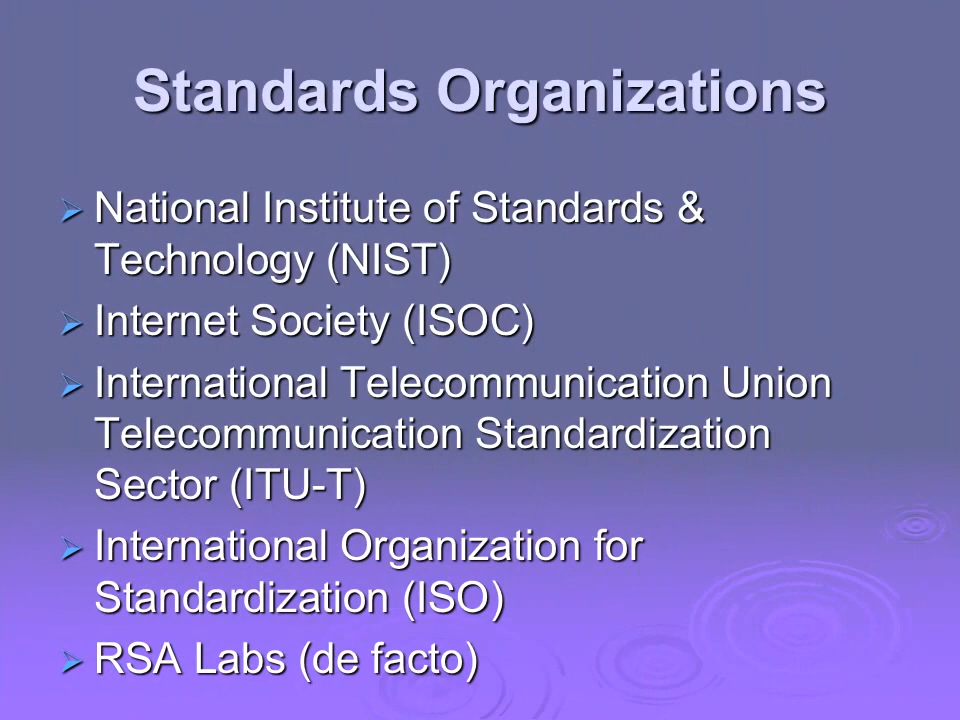 Standards Organizations
National Institute of Standards &
Technology (NIST)
Internet Society (ISOC)
International Telecommunication Union
Telecommunication Standardization
Sector (ITU-T)
International Organization for
Standardization (ISO)
RSA Labs (de facto)